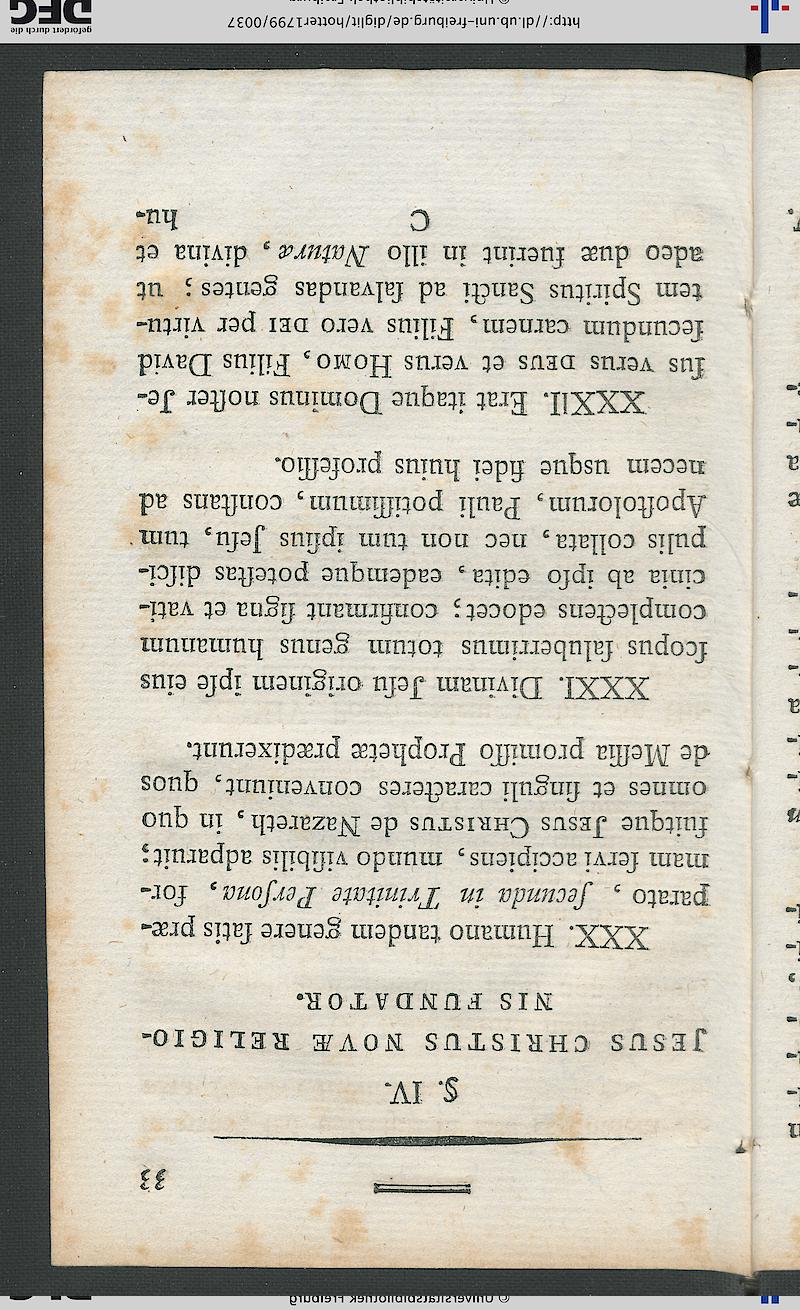 33
§. IV.
JESUS CHRISTUS NOVÆ RELIGIO-
NIS FUNDATOR.
XXX. Humano tandem genere ſatis præ-
parato, ſecunda in Trinitate Perſona, for-
mam ſervi accipiens, mundo viſibilis adparuit;
fuitque JESUS CHRISTUS de Nazareth, in quo
omnes et ſinguli caracteres conveniunt, quos
de Meſſia promiſſo Prophetæ prædixerunt.
XXXI. Divinam Jeſu originem ipſe eius
ſcopus ſaluberrimus totum genus humanum
complectens edocet; confirmant ſigna et vati-
cinia ab ipſo edita, eademque poteſtas diſci-
pulis collata, nec non tum ipſius Jeſu, tum
Apoſtolorum, Pauli potiſſimum, conſtans ad
necem usque fidei huius profeſſio.
XXXII. Erat itaque Dominus noſter Je-
ſus verus DEUS et verus HOMO, Filius David
ſecundum carnem, Filius vero DEI per virtu-
tem Spiritus Sancti ad ſalvandas gentes; ut
adeo duæ fuerint in illo Naturæ, divina et
C hu-
http://dl.ub.uni-freiburg.de/diglit/hotter1799/0037
© Universitätsbibliothek Freiburg
gefördert durch die
DFG